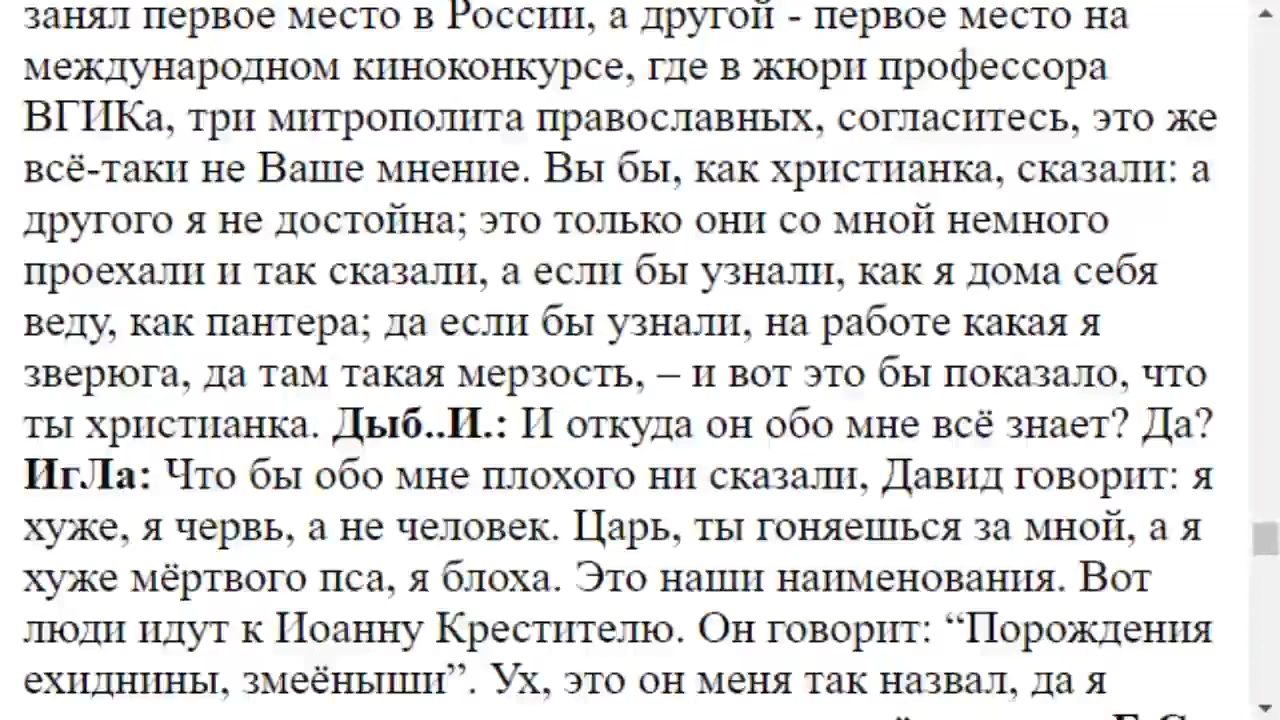 занял первое место в России, а другой - первое место на
международном киноконкурсе, где в жюри профессора
ВГИКа, три митрополита православных, согласитесь, это же
всё-таки не Ваше мнение. Вы бы, как христианка, сказали: а
другого я не достойна; это только они со мной немного
проехали и так сказали, а если бы узнали, как я дома себя
веду, как пантера; да если бы узнали, на работе какая я
зверюга, да там такая мерзость, – и вот это бы показало, что
ты христианка. Дыб..И.: И откуда он обо мне всё знает? Да?
ИгЛа: Что бы обо мне плохого ни сказали, Давид говорит: я
хуже, я червь, а не человек. Царь, ты гоняешься за мной, а я
хуже мёртвого пса, я блоха. Это наши наименования. Вот
люди идут к Иоанну Крестителю. Он говорит: “Порождения
ехиднины, змеёныши”. Ух, это он меня так назвал, да я